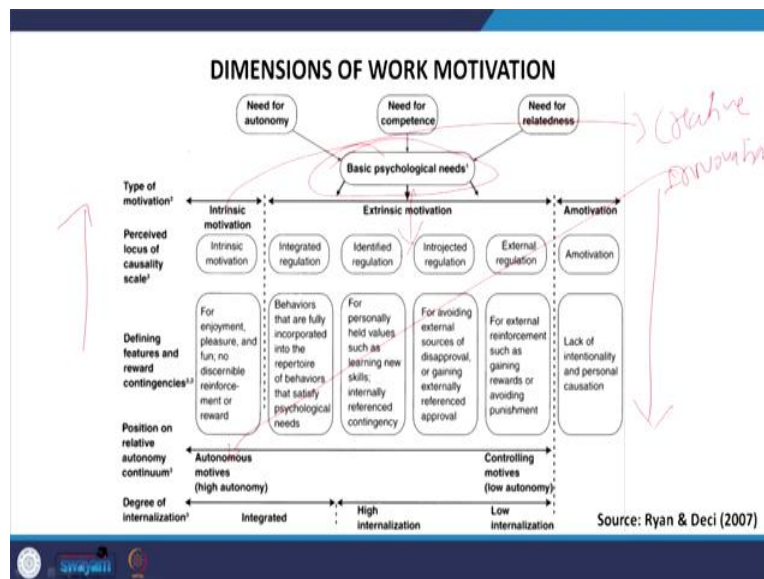 DIMENSIONS OF WORK MOTIVATION
Need for autonomy
Need for competence
Need for relatedness
Basic psychological needs¹
Type of motivation²
Intrinsic motivation
Extrinsic motivation
Amotivation
Perceived locus of causality scale³
Intrinsic motivation
Integrated regulation
Identified regulation
Introjected regulation
External regulation
Amotivation
Defining features and reward contingencies²,³
For enjoyment, pleasure, and fun; no discernible reinforce-ment or reward
Behaviors that are fully incorporated into the repertoire of behaviors that satisfy psychological needs
For personally held values such as learning new skills; internally referenced contingency
For avoiding external sources of disapproval, or gaining externally referenced approval
For external reinforcement such as gaining rewards or avoiding punishment
Lack of intentionality and personal causation
Position on relative autonomy continuum³
Autonomous motives (high autonomy)
Controlling motives (low autonomy)
Degree of internalization³
Integrated
High internalization
Low internalization
Source: Ryan & Deci (2007)
swayam